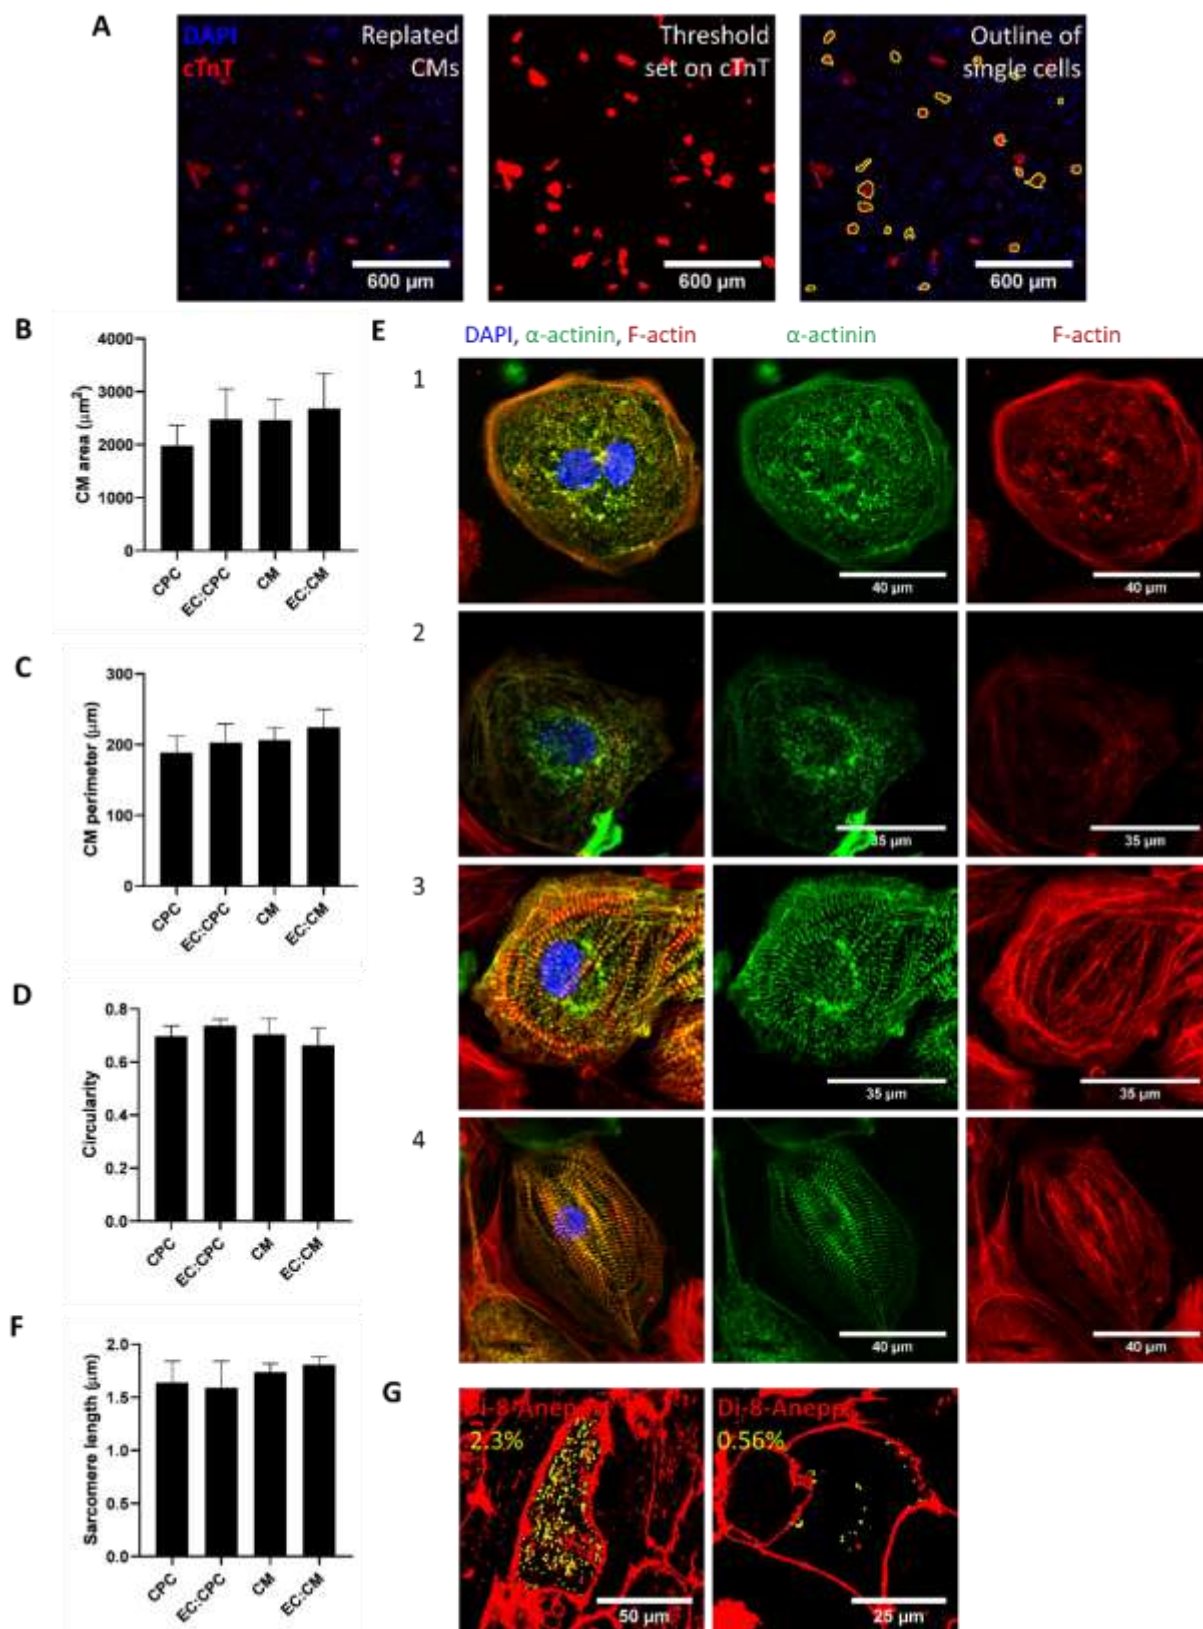 A
DAPI
cTnT
Replated
CMs
Threshold
set on cTnT
Outline of
single cells
600 µm
600 µm
600 µm
B
CM area (µm²)
4000
3000
2000
1000
0
CPC
EC:CPC
CM
EC:CM
C
CM perimeter (µm)
300
200
100
0
CPC
EC:CPC
CM
EC:CM
D
Circularity
0.8
0.6
0.4
0.2
0.0
CPC
EC:CPC
CM
EC:CM
F
Sarcomere length (µm)
2.0
1.5
1.0
0.5
0.0
CPC
EC:CPC
CM
EC:CM
E
DAPI, α-actinin, F-actin
α-actinin
F-actin
1
40 µm
40 µm
2
35 µm
35 µm
3
35 µm
35 µm
4
40 µm
40 µm
G
Di-8-Anepps
2.3%
50 µm
Di-8-Anepps
0.56%
25 µm